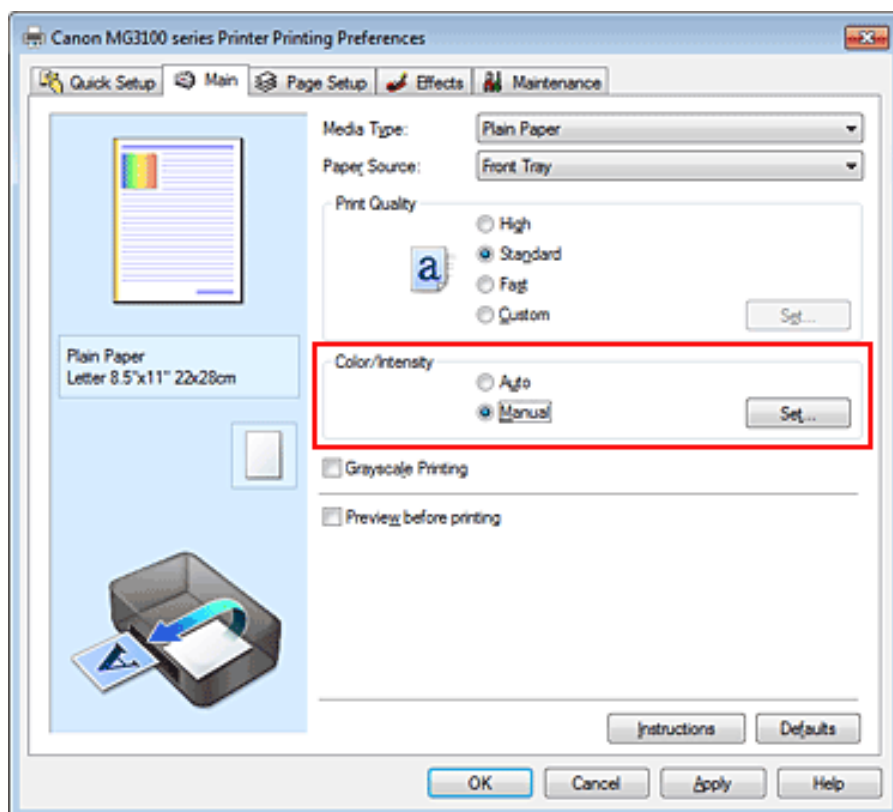 Canon MG3100 series Printer Printing Preferences
Quick Setup Main Page Setup Effects Maintenance
Media Type: Plain Paper
Paper Source: Front Tray
Print Quality
High
a
Standard
Fast
Custom Set...
Plain Paper
Letter 8.5"x11" 22x28cm
Color/Intensity
Auto
Manual Set...
Grayscale Printing
Preview before printing
A
Instructions Defaults
OK Cancel Apply Help